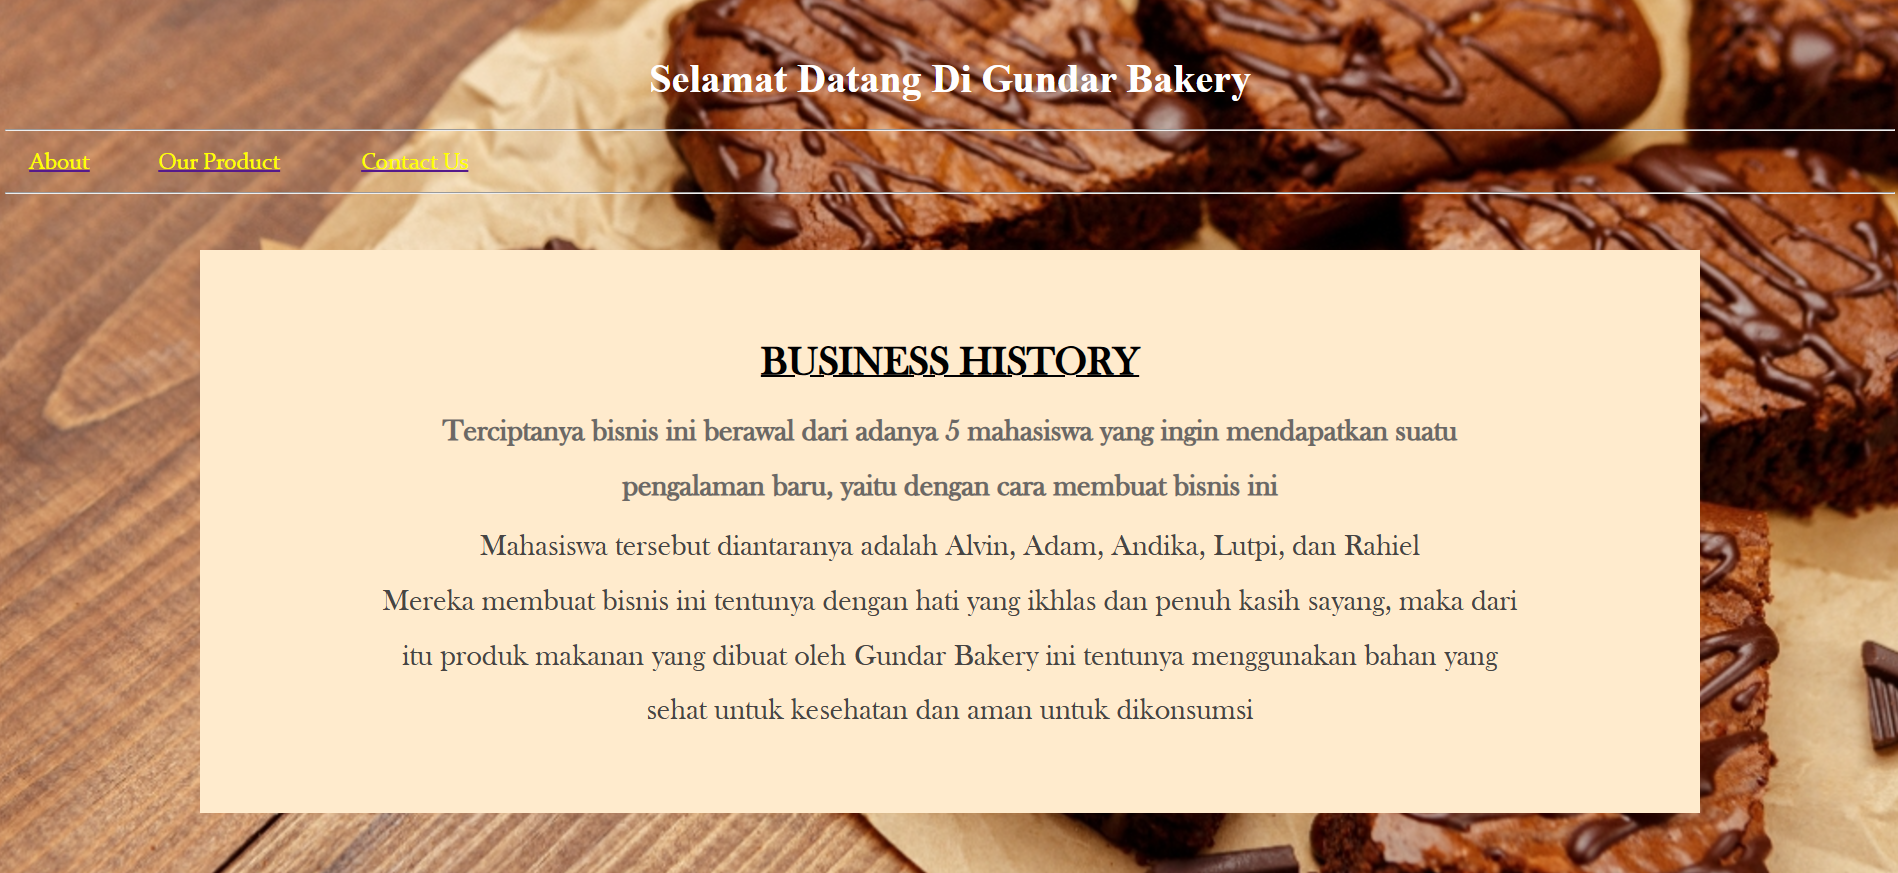 Selamat Datang Di Gundar Bakery
About Our Product Contact Us
BUSINESS HISTORY
Terciptanya bisnis ini berawal dari adanya 5 mahasiswa yang ingin mendapatkan suatu
pengalaman baru, yaitu dengan cara membuat bisnis ini
Mahasiswa tersebut diantaranya adalah Alvin, Adam, Andika, Lutpi, dan Rahiel
Mereka membuat bisnis ini tentunya dengan hati yang ikhlas dan penuh kasih sayang, maka dari
itu produk makanan yang dibuat oleh Gundar Bakery ini tentunya menggunakan bahan yang
sehat untuk kesehatan dan aman untuk dikonsumsi